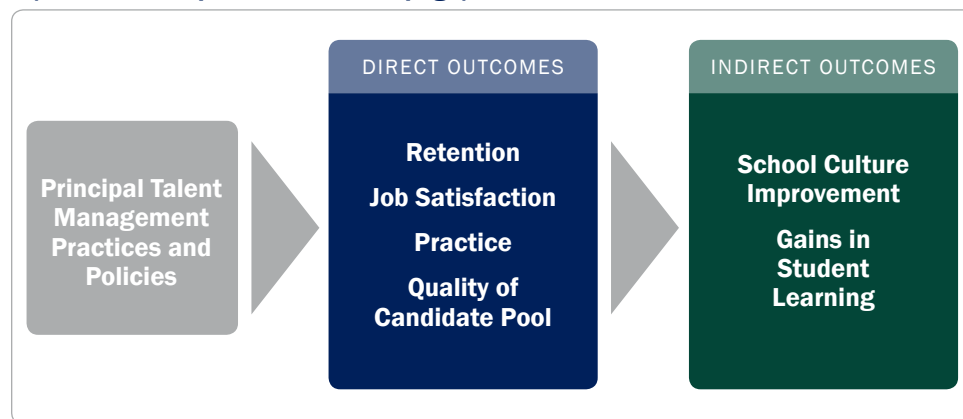 Principal Talent
Management
Practices and
Policies
DIRECT OUTCOMES
Retention
Job Satisfaction
Practice
Quality of
Candidate Pool
INDIRECT OUTCOMES
School Culture
Improvement
Gains in
Student
Learning